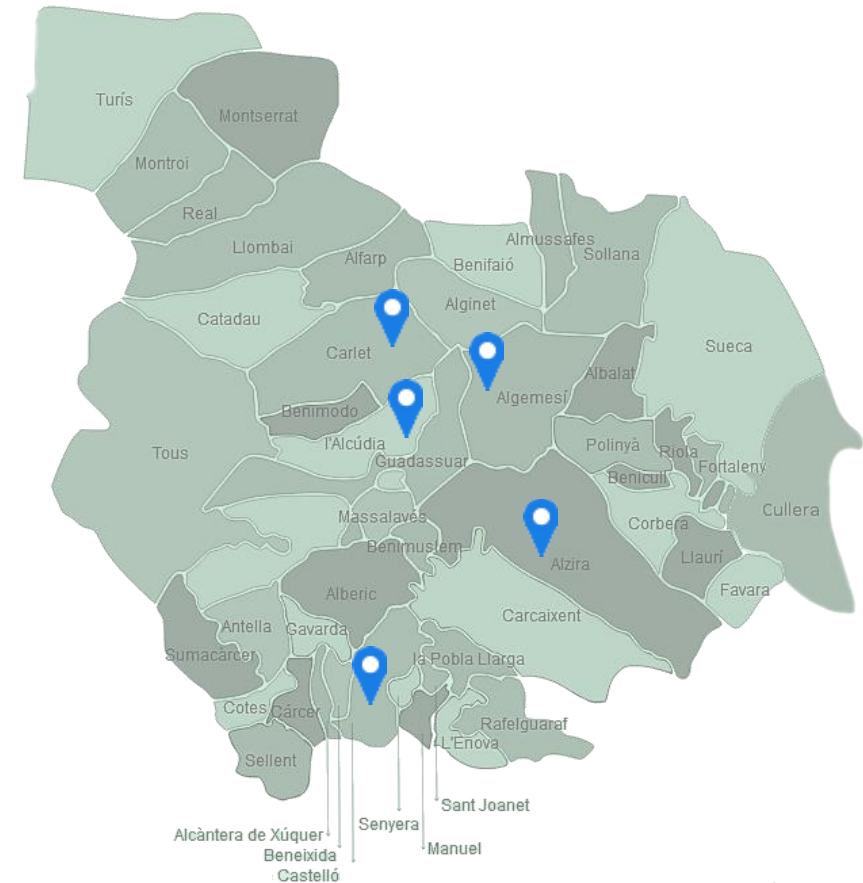 Turís
Montserrat
Montroi
Real
Llombai
Alfarp
Almussafes
Benifaió
Sollana
Catadau
Alginet
Carlet
Sueca
Albalat
Algemesí
Benimodo
l'Alcúdia
Tous
Guadassuar
Polinyà
Riola
Fortaleny
Benicull
Massalavés
Corbera
Cullera
Benimuslem
Alzira
Llaurí
Alberic
Favara
Carcaixent
Antella
Gavarda
Sumacàrcer
la Pobla Llarga
Cotes
Cárcer
Rafelguaraf
L'Ènova
Sellent
Sant Joanet
Senyera
Alcàntera de Xúquer
Manuel
Beneixida
Castelló